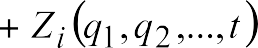 + Z_i(q_1, q_2, ..., t)